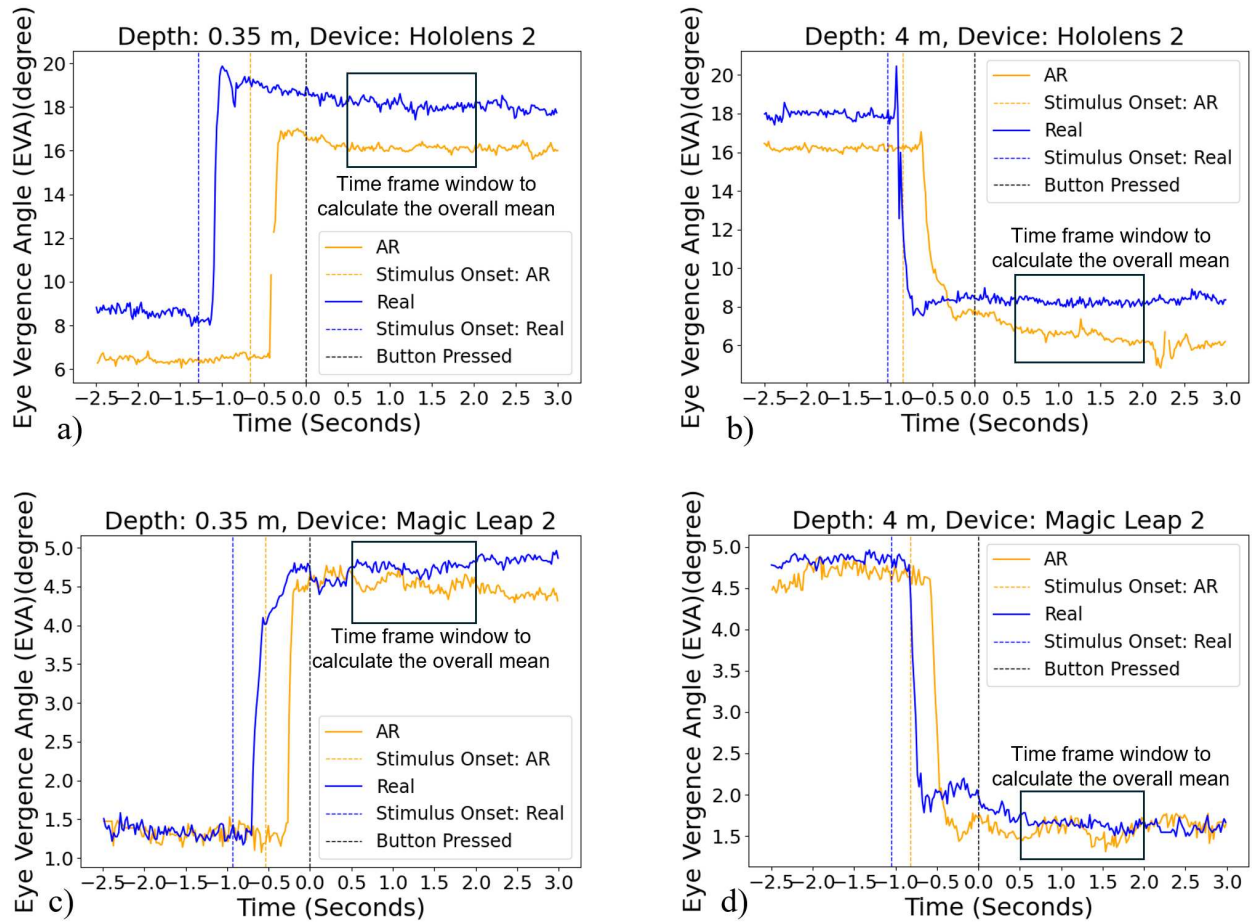 Depth: 0.35 m, Device: Hololens 2
Eye Vergence Angle (EVA)(degree)
20
18
16
14
12
10
8
6
Time frame window to
calculate the overall mean
AR
Stimulus Onset: AR
Real
Stimulus Onset: Real
Button Pressed
−2.5−2.0−1.5−1.0−0.5 0.0 0.5 1.0 1.5 2.0 2.5 3.0
Time (Seconds)
a)
Depth: 4 m, Device: Hololens 2
Eye Vergence Angle (EVA)(degree)
20
18
16
14
12
10
8
6
AR
Stimulus Onset: AR
Real
Stimulus Onset: Real
Button Pressed
Time frame window to
calculate the overall mean
−2.5−2.0−1.5−1.0−0.5 0.0 0.5 1.0 1.5 2.0 2.5 3.0
Time (Seconds)
b)
Depth: 0.35 m, Device: Magic Leap 2
Eye Vergence Angle (EVA)(degree)
5.0
4.5
4.0
3.5
3.0
2.5
2.0
1.5
1.0
Time frame window to
calculate the overall mean
AR
Stimulus Onset: AR
Real
Stimulus Onset: Real
Button Pressed
−2.5−2.0−1.5−1.0−0.5 0.0 0.5 1.0 1.5 2.0 2.5 3.0
Time (Seconds)
c)
Depth: 4 m, Device: Magic Leap 2
Eye Vergence Angle (EVA)(degree)
5.0
4.5
4.0
3.5
3.0
2.5
2.0
1.5
AR
Stimulus Onset: AR
Real
Stimulus Onset: Real
Button Pressed
Time frame window to
calculate the overall mean
−2.5−2.0−1.5−1.0−0.5 0.0 0.5 1.0 1.5 2.0 2.5 3.0
Time (Seconds)
d)